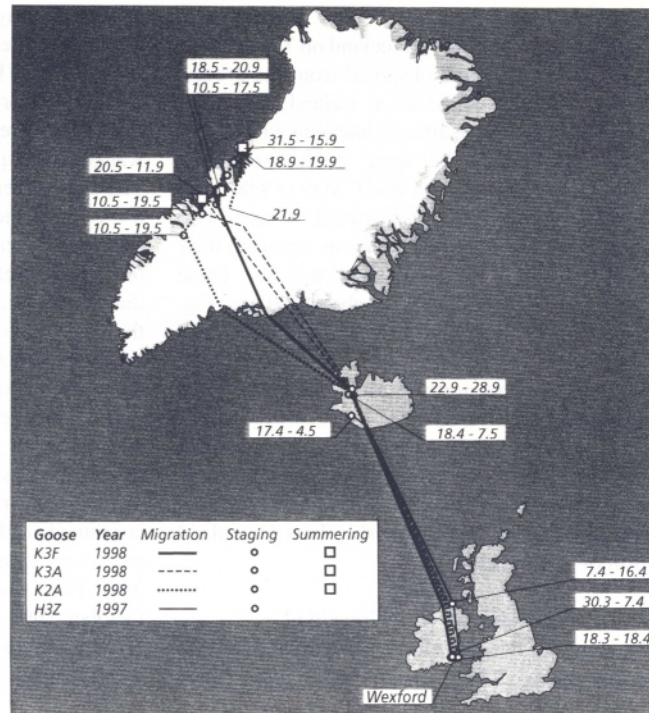 18.5 - 20.9
10.5 - 17.5
31.5 - 15.9
20.5 - 11.9
18.9 - 19.9
10.5 - 19.5
21.9
10.5 - 19.5
22.9 - 28.9
17.4 - 4.5
18.4 - 7.5
Goose Year Migration Staging Summering
K3F 1998
K3A 1998
K2A 1998
H3Z 1997
7.4 - 16.4
30.3 - 7.4
18.3 - 18.4
Wexford